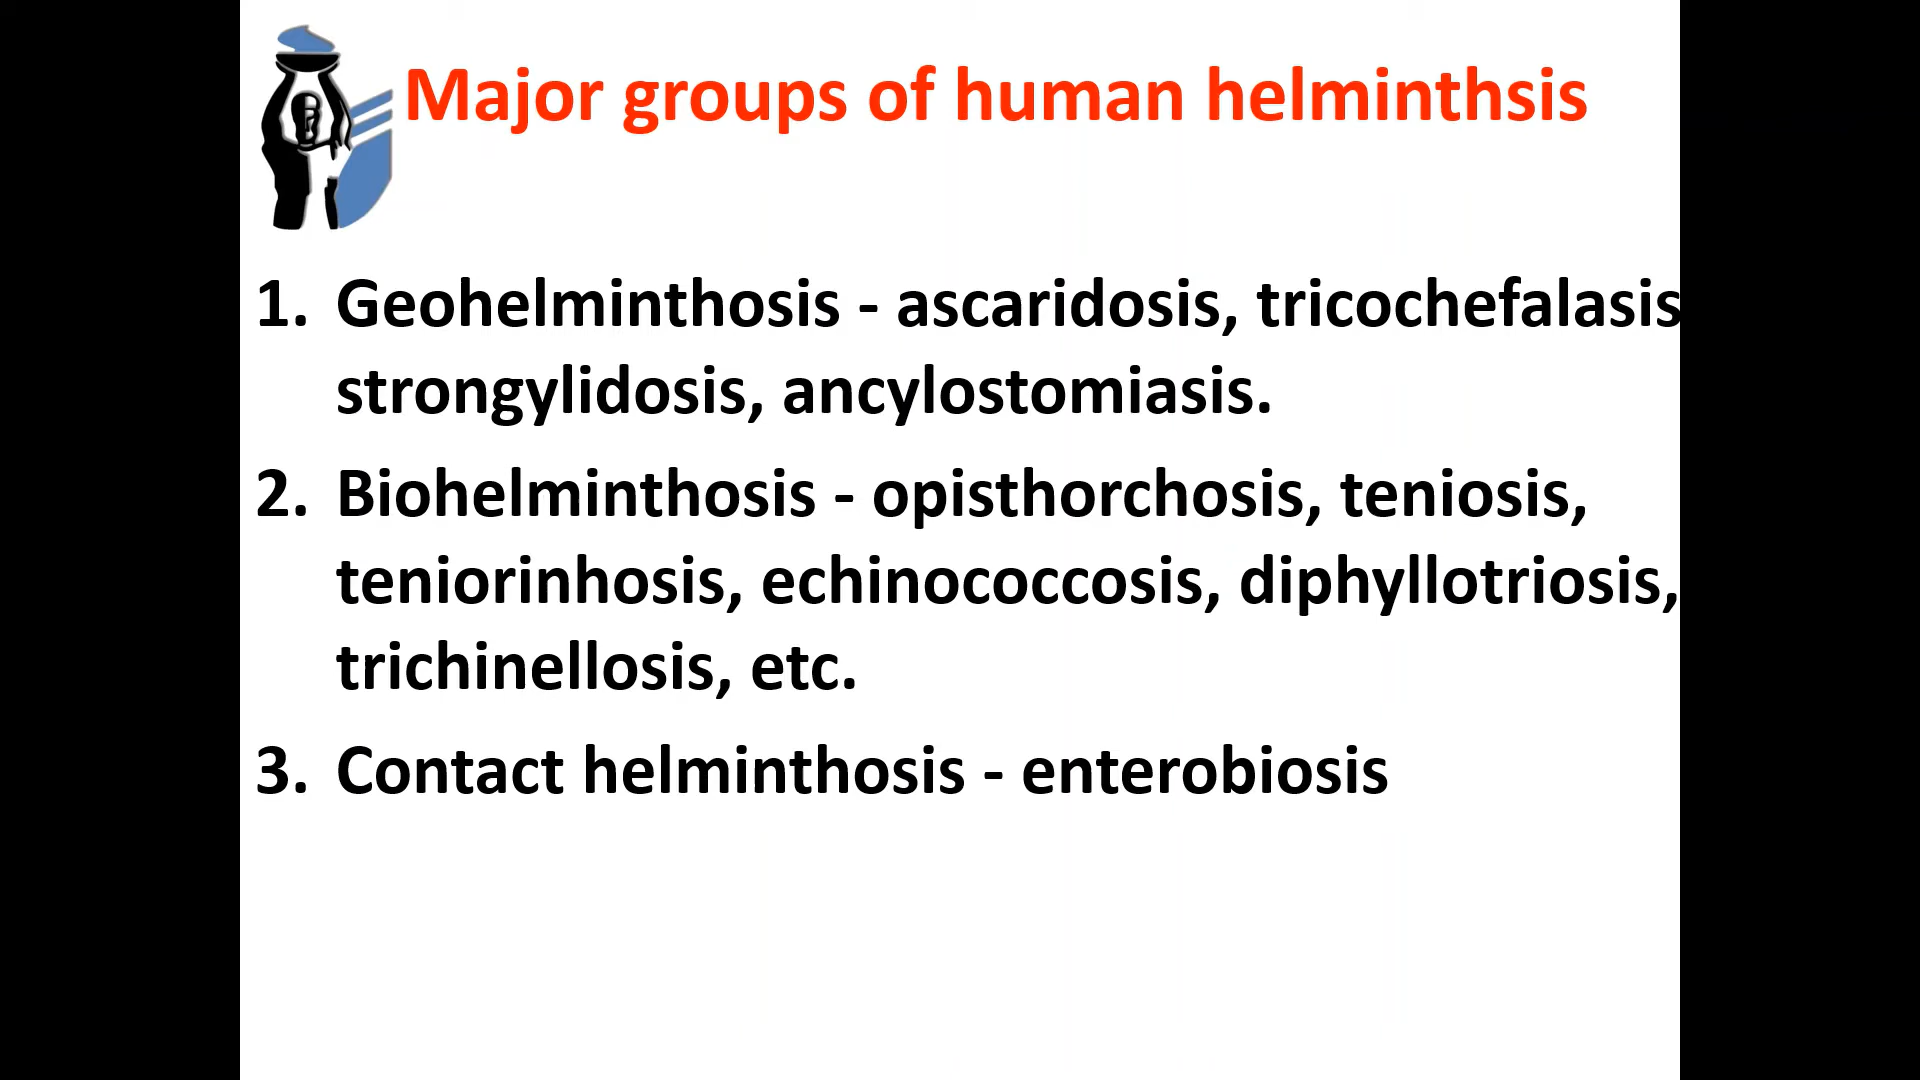 Major groups of human helminthsis
1. Geohelminthosis - ascaridosis, tricochefalasis
strongylidosis, ancylostomiasis.
2. Biohelminthosis - opisthorchosis, teniosis,
teniorinhosis, echinococcosis, diphyllotriosis,
trichinellosis, etc.
3. Contact helminthosis - enterobiosis